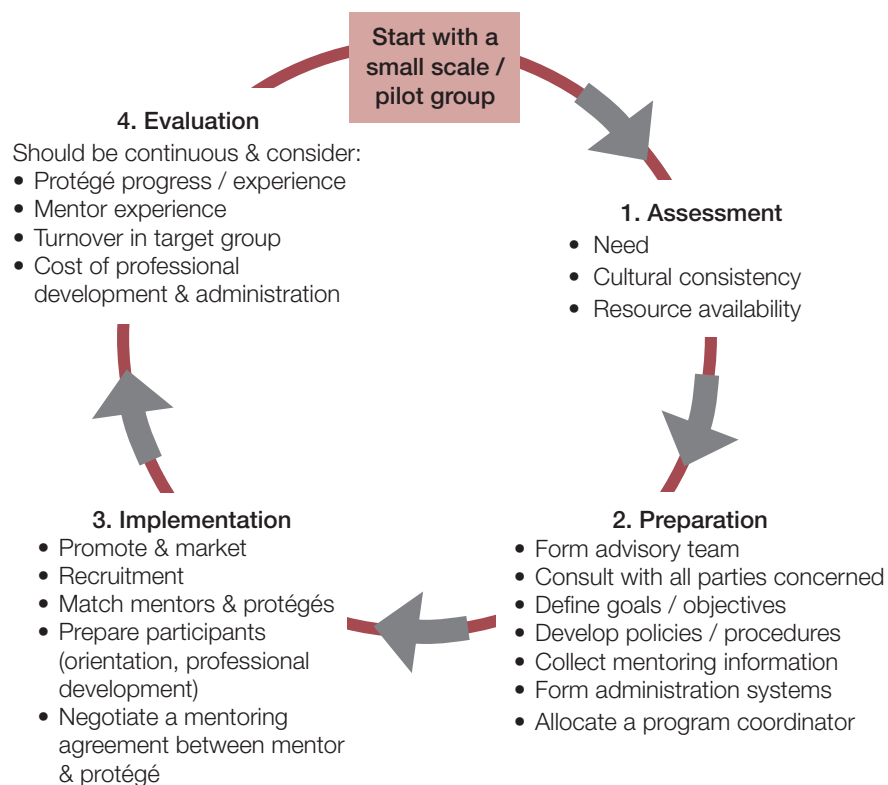 Start with a
small scale /
pilot group
1. Assessment
• Need
• Cultural consistency
• Resource availability
2. Preparation
• Form advisory team
• Consult with all parties concerned
• Define goals / objectives
• Develop policies / procedures
• Collect mentoring information
• Form administration systems
• Allocate a program coordinator
3. Implementation
• Promote & market
• Recruitment
• Match mentors & protégés
• Prepare participants
(orientation, professional
development)
• Negotiate a mentoring
agreement between mentor
& protégé
4. Evaluation
Should be continuous & consider:
• Protégé progress / experience
• Mentor experience
• Turnover in target group
• Cost of professional
development & administration